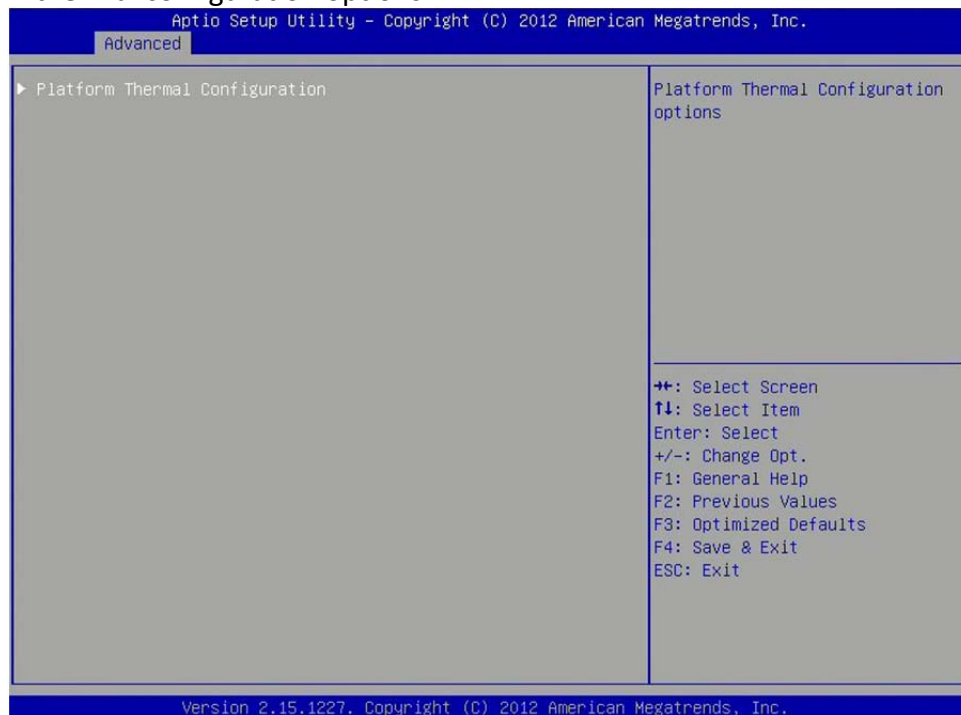 Aptio Setup Utility – Copyright (C) 2012 American Megatrends, Inc.
Advanced
▶ Platform Thermal Configuration
Platform Thermal Configuration
options
→←: Select Screen
↑↓: Select Item
Enter: Select
+/-: Change Opt.
F1: General Help
F2: Previous Values
F3: Optimized Defaults
F4: Save & Exit
ESC: Exit
Version 2.15.1227. Copyright (C) 2012 American Megatrends, Inc.